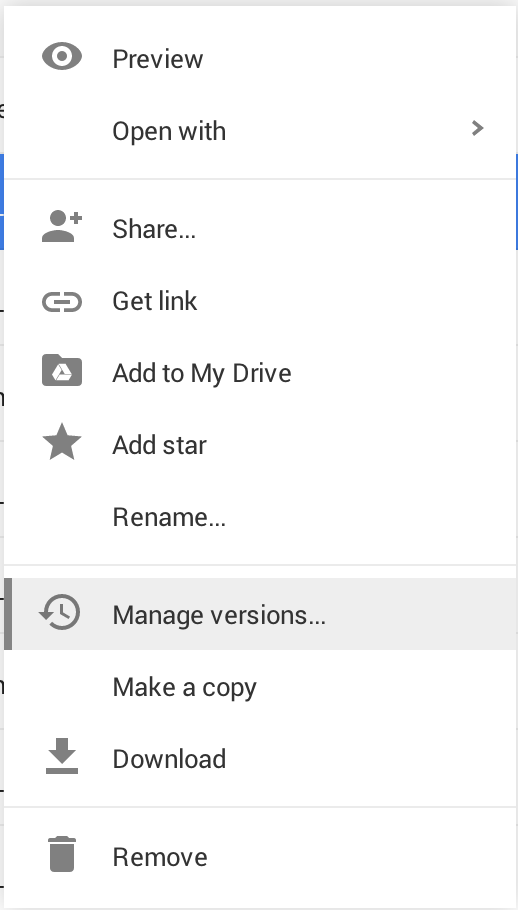 Preview
Open with
Share...
Get link
Add to My Drive
Add star
Rename...
Manage versions...
Make a copy
Download
Remove